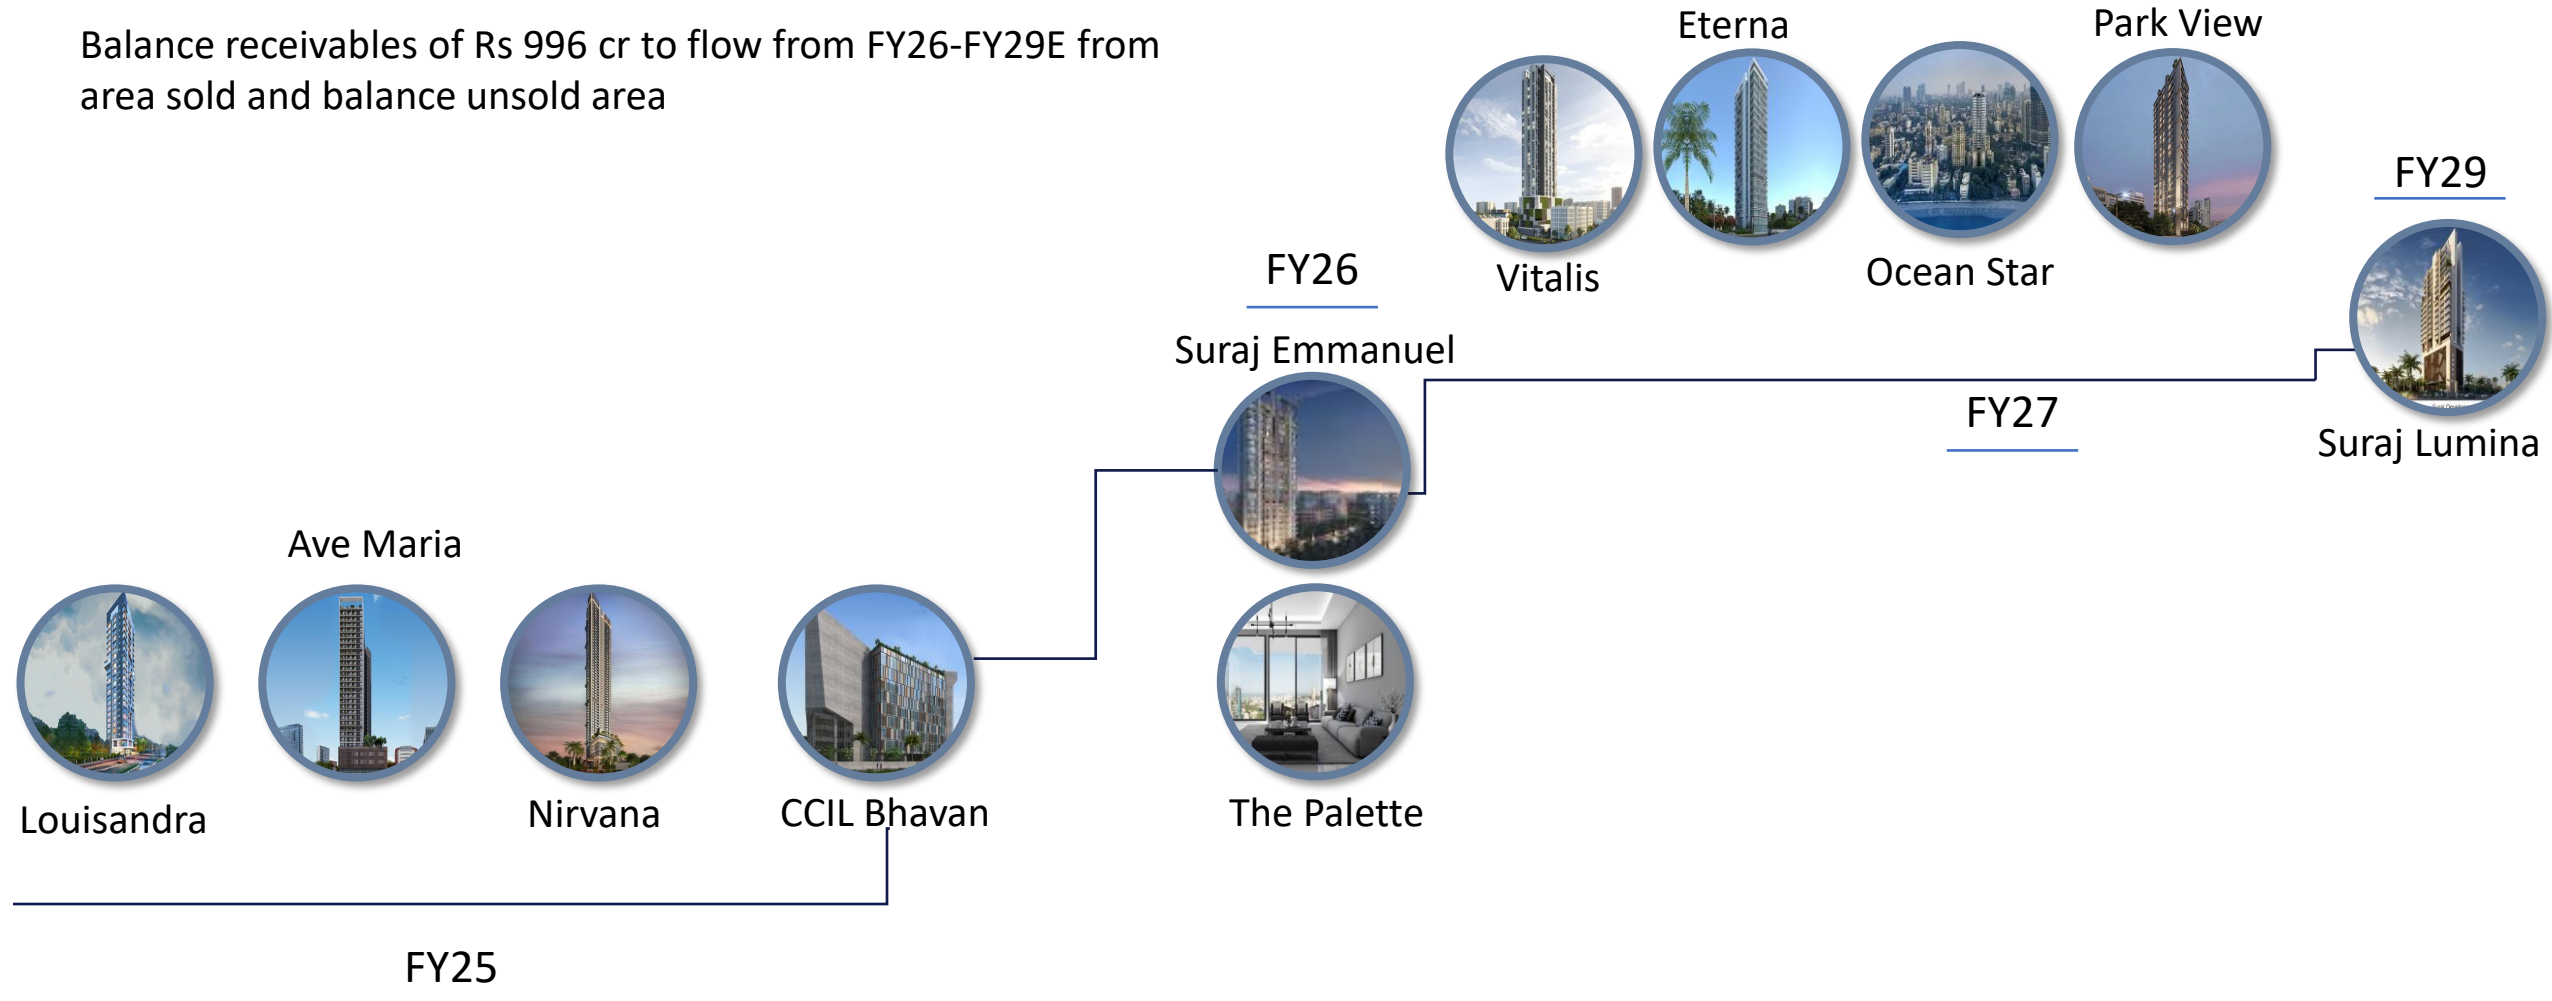 Balance receivables of Rs 996 cr to flow from FY26-FY29E from
area sold and balance unsold area
Eterna
Park View
Vitalis
Ocean Star
FY29
Suraj Lumina
FY26
Suraj Emmanuel
FY27
Ave Maria
Louisandra
Nirvana
CCIL Bhavan
The Palette
FY25